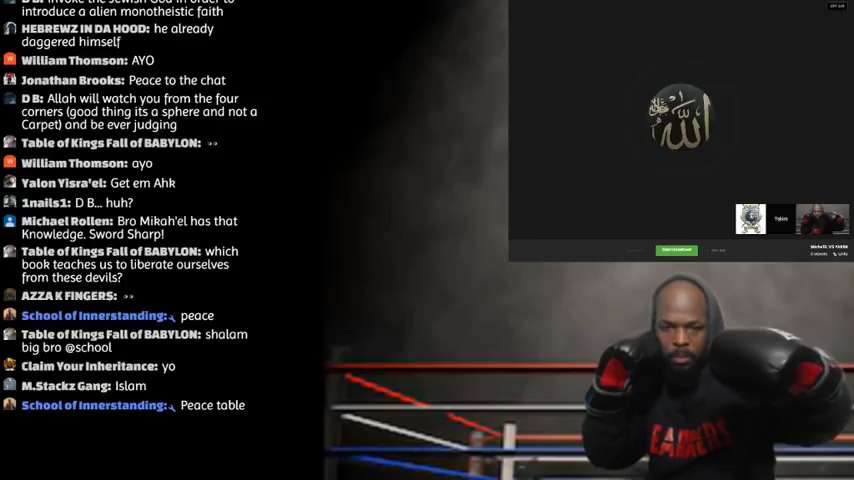 D B: invoke the Jewish God in order to
introduce a alien monotheistic faith
HEBREWZ IN DA HOOD: he already
daggered himself
William Thomson: AYO
Jonathan Brooks: Peace to the chat
D B: Allah will watch you from the four
corners (good thing its a sphere and not a
Carpet) and be ever judging
Table of Kings Fall of BABYLON: 👀
William Thomson: ayo
Yalon Yisra'el: Get em Ahk
1nails1: D B... huh?
Michael Rollen: Bro Mikah'el has that
Knowledge. Sword Sharp!
Table of Kings Fall of BABYLON: which
book teaches us to liberate ourselves
from these devils?
AZZA K FINGERS: 👀
School of Innerstanding: peace
Table of Kings Fall of BABYLON: shalam
big bro @school
Claim Your Inheritance: yo
M.Stackz Gang: Islam
School of Innerstanding: Peace table
OFF AIR
الله